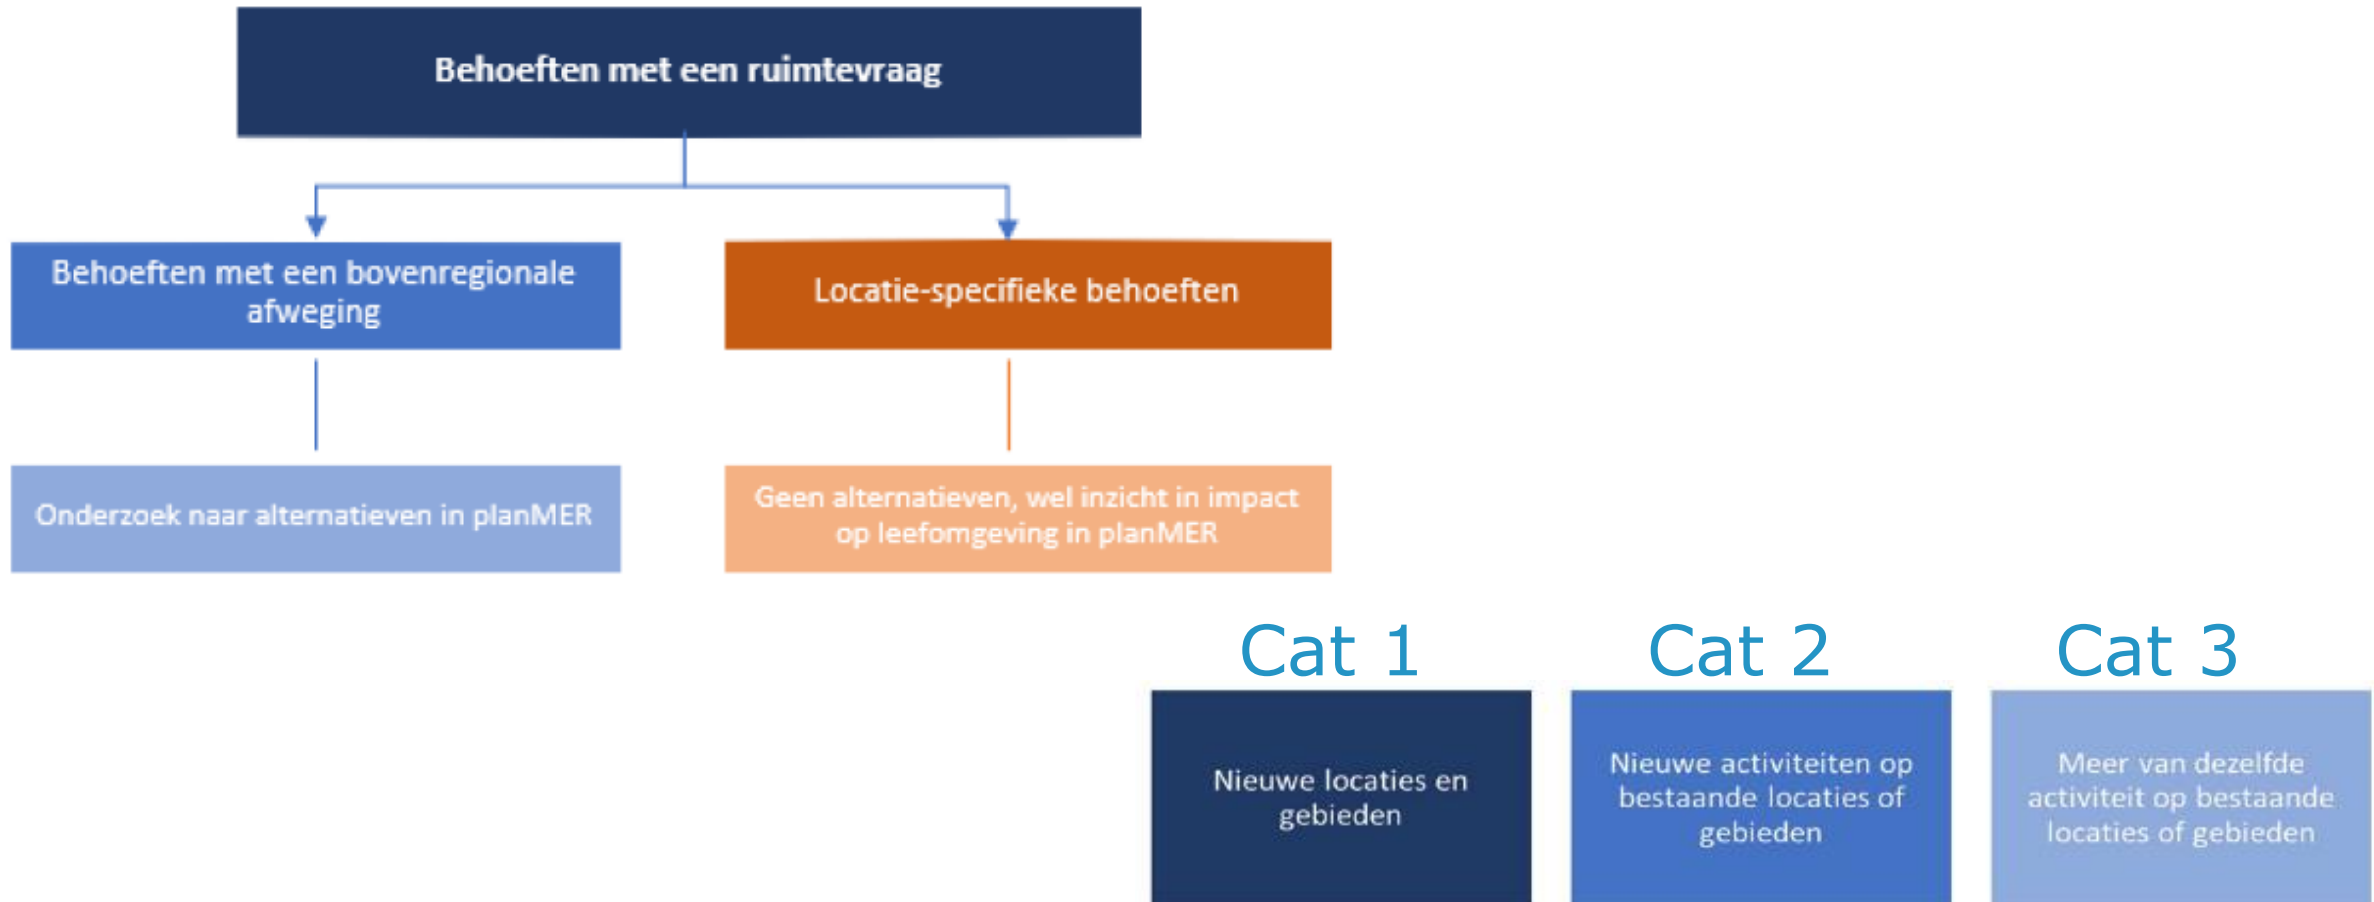 Behoeften met een ruimtevraag
Behoeften met een bovenregionale
afweging
Locatie-specifieke behoeften
Onderzoek naar alternatieven in planMER
Geen alternatieven, wel inzicht in impact
op leefomgeving in planMER
Cat 1
Cat 2
Cat 3
Nieuwe locaties en
gebieden
Nieuwe activiteiten op
bestaande locaties of
gebieden
Meer van dezelfde
activiteit op bestaande
locaties of gebieden